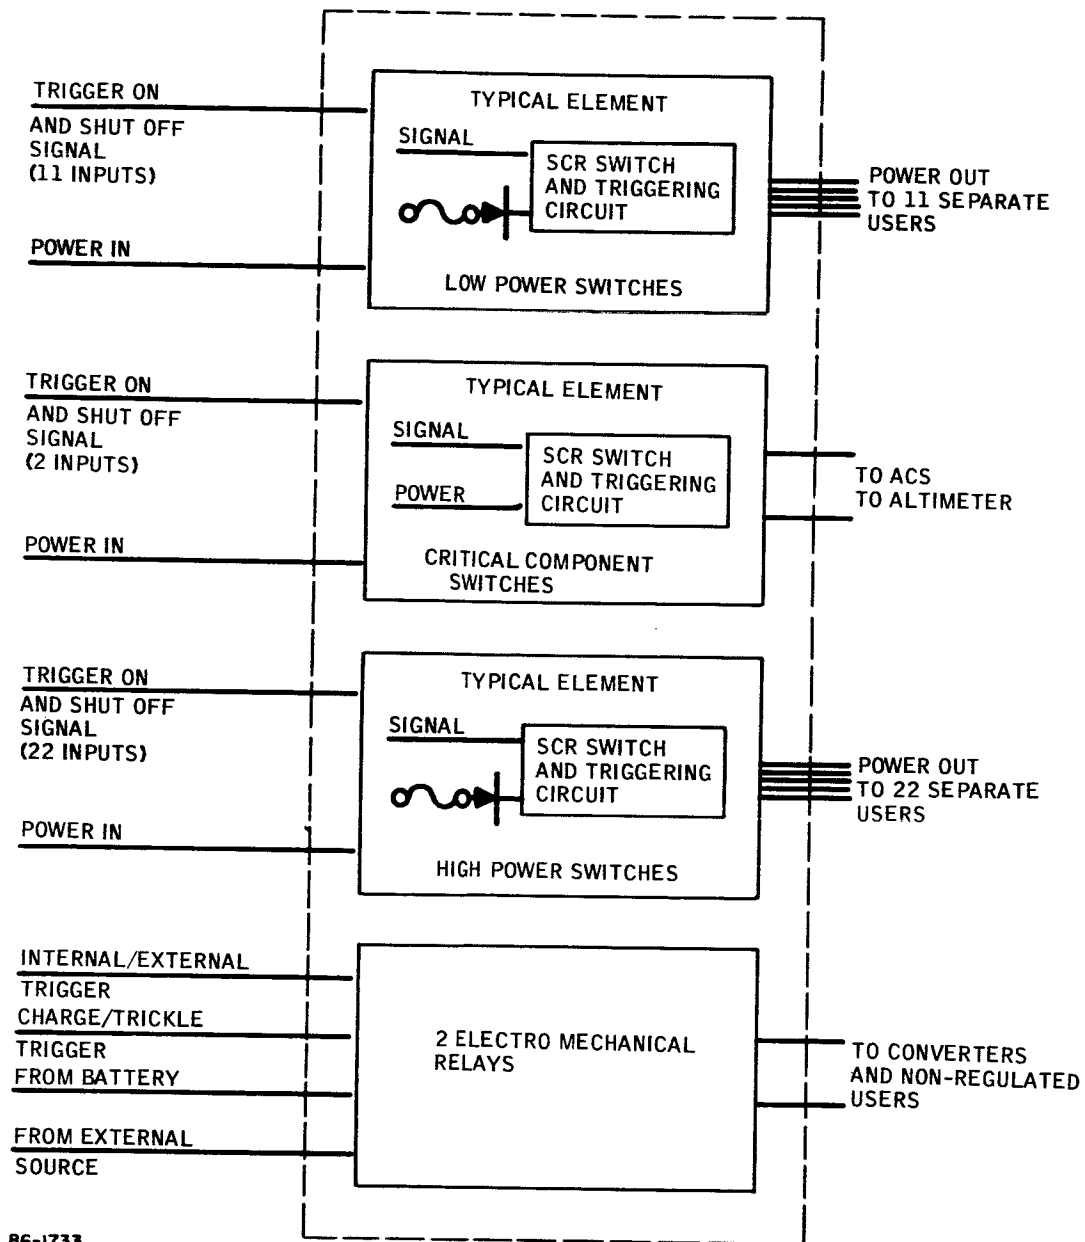 TRIGGER ON
AND SHUT OFF
SIGNAL
(11 INPUTS)
POWER IN
TYPICAL ELEMENT
SIGNAL
SCR SWITCH
AND TRIGGERING
CIRCUIT
LOW POWER SWITCHES
POWER OUT
TO 11 SEPARATE
USERS
TRIGGER ON
AND SHUT OFF
SIGNAL
(2 INPUTS)
POWER IN
TYPICAL ELEMENT
SIGNAL
POWER
SCR SWITCH
AND TRIGGERING
CIRCUIT
CRITICAL COMPONENT
SWITCHES
TO ACS
TO ALTIMETER
TRIGGER ON
AND SHUT OFF
SIGNAL
(22 INPUTS)
POWER IN
TYPICAL ELEMENT
SIGNAL
SCR SWITCH
AND TRIGGERING
CIRCUIT
HIGH POWER SWITCHES
POWER OUT
TO 22 SEPARATE
USERS
INTERNAL/EXTERNAL
TRIGGER
CHARGE/TRICKLE
TRIGGER
FROM BATTERY
FROM EXTERNAL
SOURCE
2 ELECTRO MECHANICAL
RELAYS
TO CONVERTERS
AND NON-REGULATED
USERS
86-1733